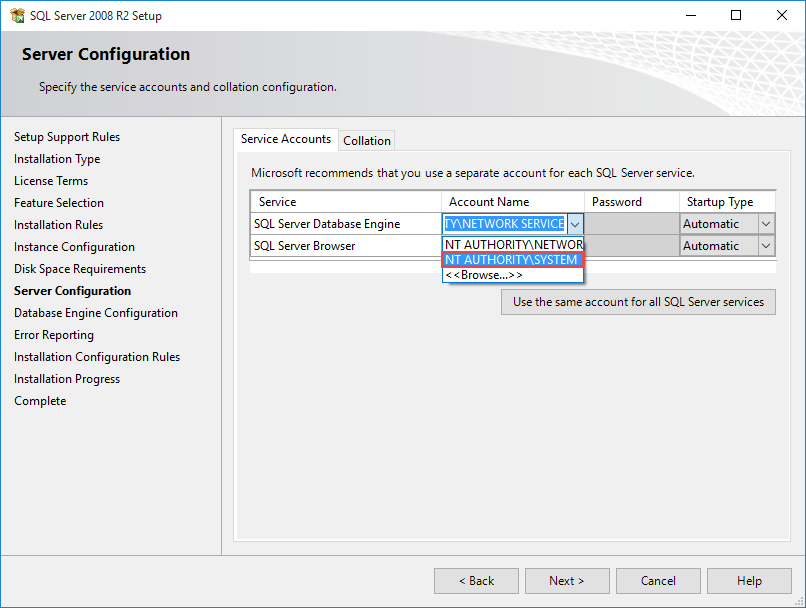 SQL Server 2008 R2 Setup
Server Configuration
Specify the service accounts and collation configuration.
Setup Support Rules
Installation Type
License Terms
Feature Selection
Installation Rules
Instance Configuration
Disk Space Requirements
Server Configuration
Database Engine Configuration
Error Reporting
Installation Configuration Rules
Installation Progress
Complete
Service Accounts Collation
Microsoft recommends that you use a separate account for each SQL Server service.
Service Account Name Password Startup Type
SQL Server Database Engine TY\NETWORK SERVICE Automatic
SQL Server Browser NT AUTHORITY\NETWOR Automatic
NT AUTHORITY\SYSTEM
<<Browse...>>
Use the same account for all SQL Server services
< Back Next > Cancel Help